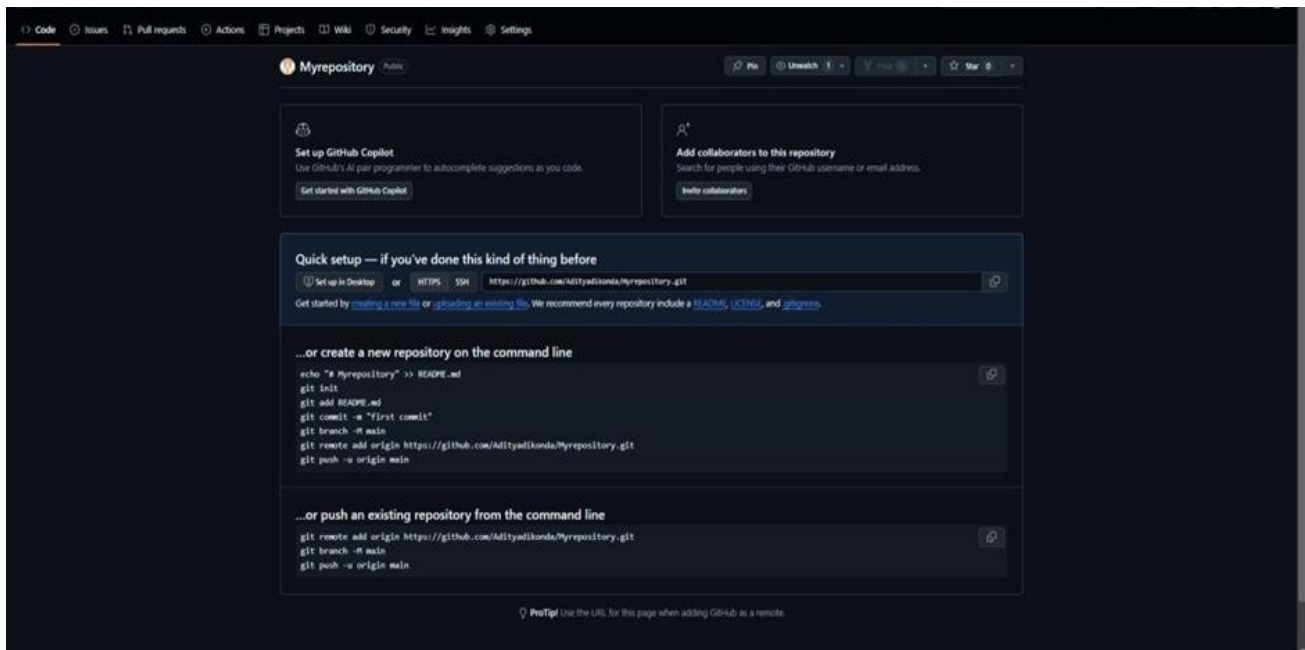 Code Issues Pull requests Actions Projects Wiki Security Insights Settings
Myrepository Public
Pin Unwatch 1 Star 0
Set up GitHub Copilot
Use GitHub's AI pair programmer to autocomplete suggestions as you code.
Get started with GitHub Copilot
Add collaborators to this repository
Search for people using their GitHub username or email address.
Invite collaborators
Quick setup — if you've done this kind of thing before
Set up in Desktop or HTTPS SSH https://github.com/Adityadikonda/Myrepository.git
Get started by creating a new file or uploading an existing file. We recommend every repository include a README, LICENSE, and .gitignore.
...or create a new repository on the command line
echo "# Myrepository" >> README.md
git init
git add README.md
git commit -m "first commit"
git branch -M main
git remote add origin https://github.com/Adityadikonda/Myrepository.git
git push -u origin main
...or push an existing repository from the command line
git remote add origin https://github.com/Adityadikonda/Myrepository.git
git branch -M main
git push -u origin main
ProTip! Use the URL for this page when adding GitHub as a remote.